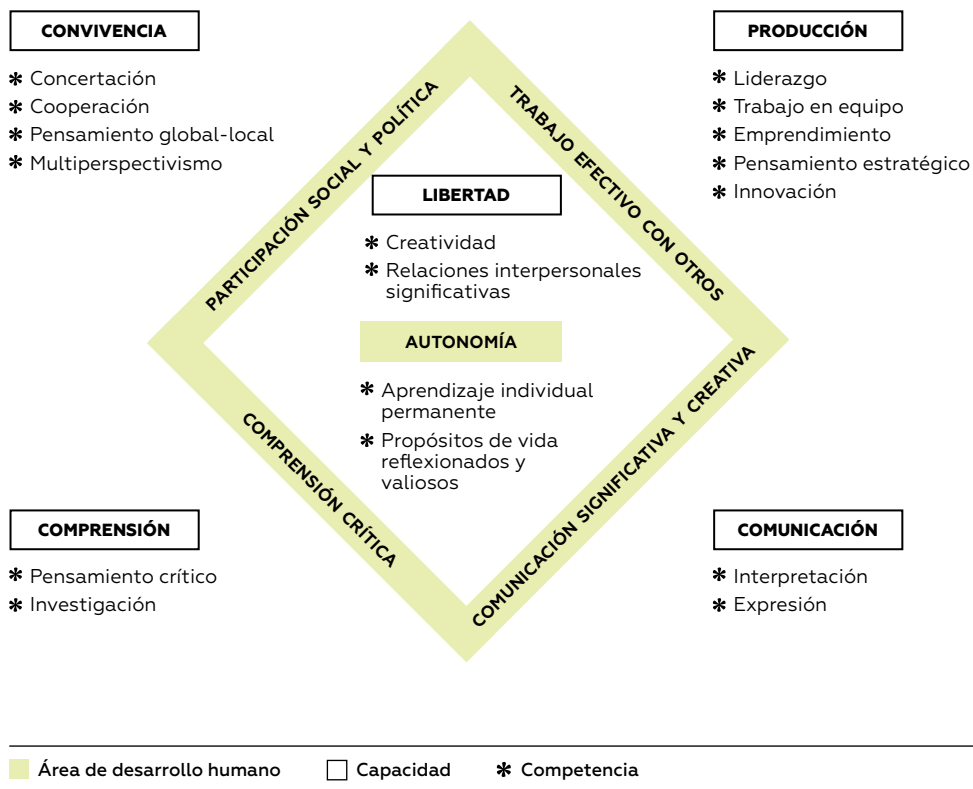 CONVIVENCIA
* Concertación
* Cooperación
* Pensamiento global-local
* Multiperspectivismo
PRODUCCIÓN
* Liderazgo
* Trabajo en equipo
* Emprendimiento
* Pensamiento estratégico
* Innovación
PARTICIPACIÓN SOCIAL Y POLÍTICA
TRABAJO EFECTIVO CON OTROS
LIBERTAD
* Creatividad
* Relaciones interpersonales
significativas
AUTONOMÍA
* Aprendizaje individual
permanente
* Propósitos de vida
reflexionados y
valiosos
COMPRENSIÓN CRÍTICA
COMUNICACIÓN SIGNIFICATIVA Y CREATIVA
COMPRENSIÓN
* Pensamiento crítico
* Investigación
COMUNICACIÓN
* Interpretación
* Expresión
Área de desarrollo humano
Capacidad
* Competencia